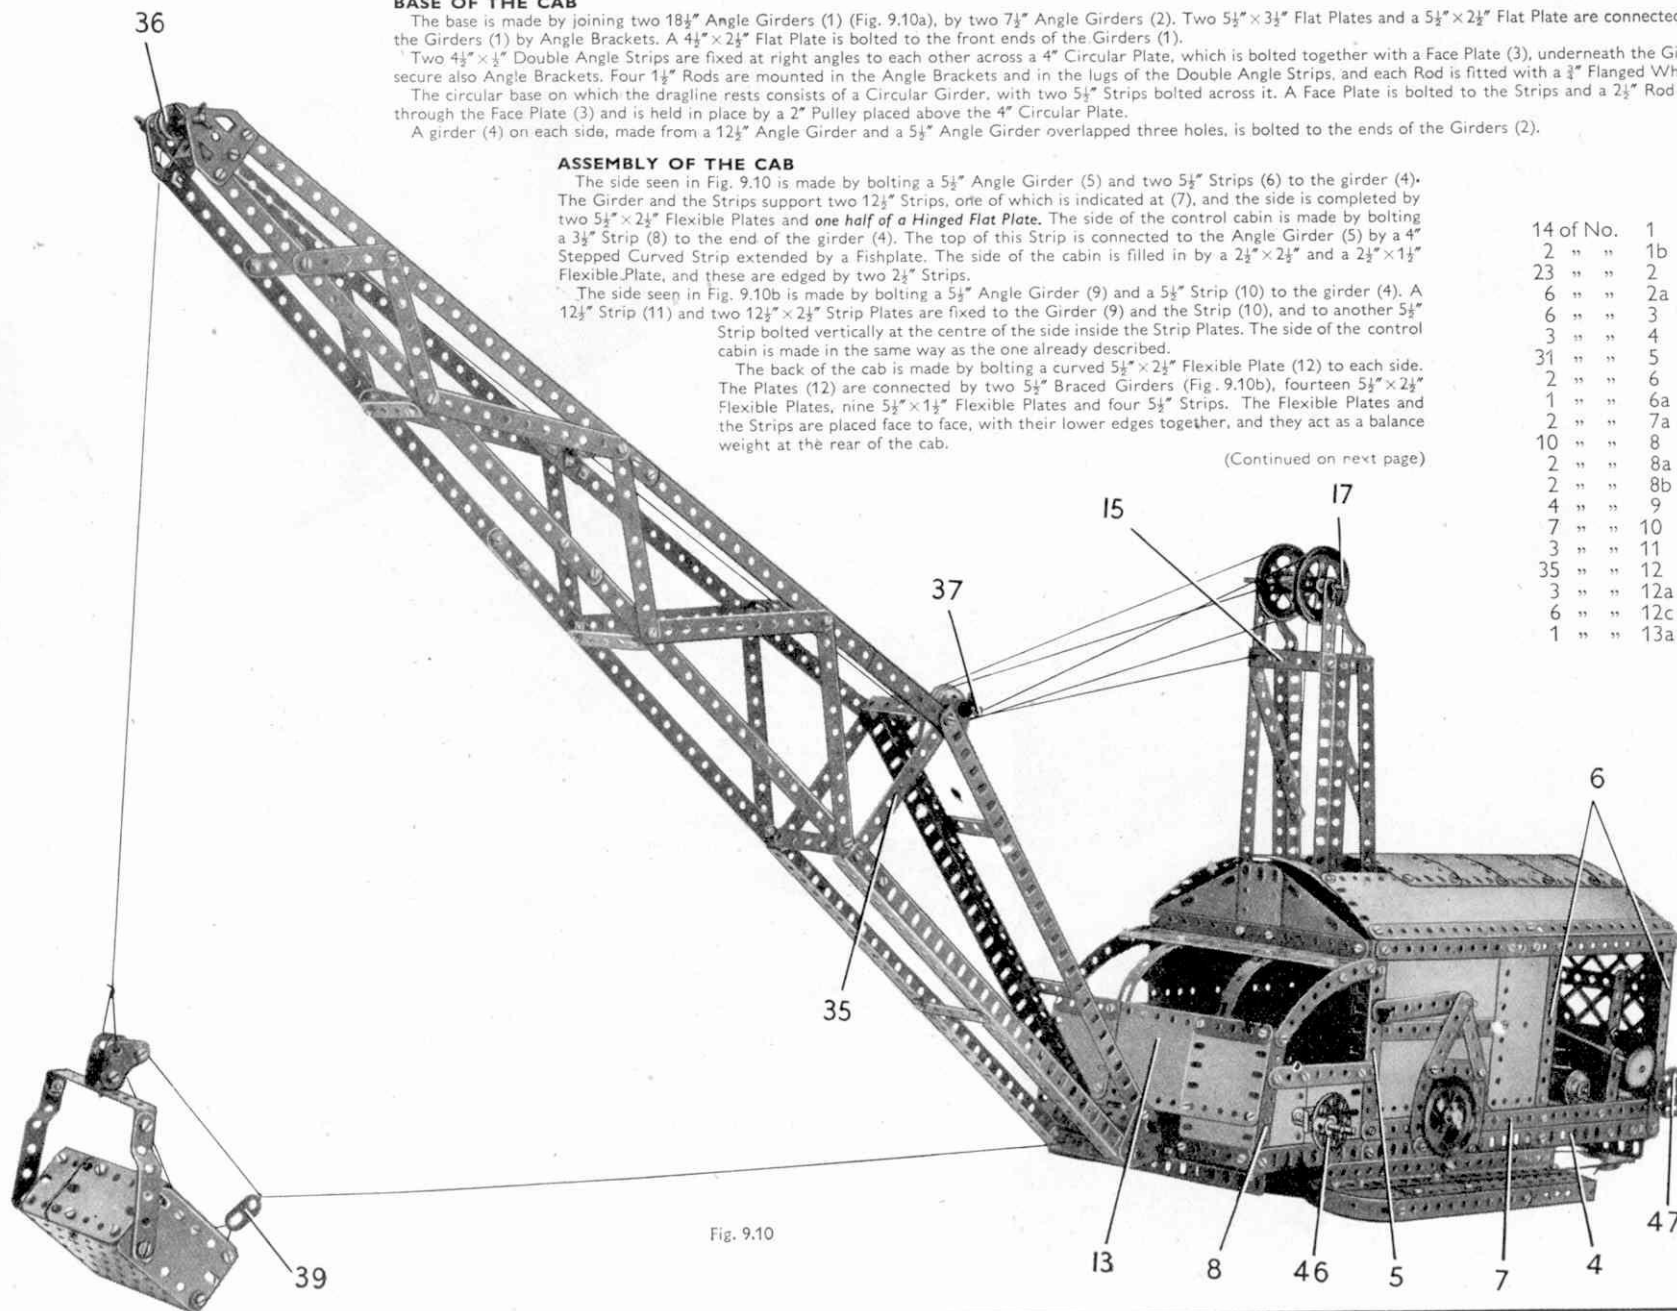 BASE OF THE CAB
The base is made by joining two 18½″ Angle Girders (1) (Fig. 9.10a), by two 7½″ Angle Girders (2). Two 5½″ × 3½″ Flat Plates and a 5½″ × 2½″ Flat Plate are connected
the Girders (1) by Angle Brackets. A 4½″ × 2½″ Flat Plate is bolted to the front ends of the Girders (1).
Two 4½″ × ½″ Double Angle Strips are fixed at right angles to each other across a 4″ Circular Plate, which is bolted together with a Face Plate (3), underneath the Gi
secure also Angle Brackets. Four 1½″ Rods are mounted in the Angle Brackets and in the lugs of the Double Angle Strips, and each Rod is fitted with a ¾″ Flanged Wh
The circular base on which the dragline rests consists of a Circular Girder, with two 5½″ Strips bolted across it. A Face Plate is bolted to the Strips and a 2½″ Rod
through the Face Plate (3) and is held in place by a 2″ Pulley placed above the 4″ Circular Plate.
A girder (4) on each side, made from a 12½″ Angle Girder and a 5½″ Angle Girder overlapped three holes, is bolted to the ends of the Girders (2).
ASSEMBLY OF THE CAB
The side seen in Fig. 9.10 is made by bolting a 5½″ Angle Girder (5) and two 5½″ Strips (6) to the girder (4).
The Girder and the Strips support two 12½″ Strips, one of which is indicated at (7), and the side is completed by
two 5½″ × 2½″ Flexible Plates and one half of a Hinged Flat Plate. The side of the control cabin is made by bolting
a 3½″ Strip (8) to the end of the girder (4). The top of this Strip is connected to the Angle Girder (5) by a 4″
Stepped Curved Strip extended by a Fishplate. The side of the cabin is filled in by a 2½″ × 2½″ and a 2½″ × 1½″
Flexible Plate, and these are edged by two 2½″ Strips.
The side seen in Fig. 9.10b is made by bolting a 5½″ Angle Girder (9) and a 5½″ Strip (10) to the girder (4). A
12½″ Strip (11) and two 12½″ × 2½″ Strip Plates are fixed to the Girder (9) and the Strip (10), and to another 5½″
Strip bolted vertically at the centre of the side inside the Strip Plates. The side of the control
cabin is made in the same way as the one already described.
The back of the cab is made by bolting a curved 5½″ × 2½″ Flexible Plate (12) to each side.
The Plates (12) are connected by two 5½″ Braced Girders (Fig. 9.10b), fourteen 5½″ × 2½″
Flexible Plates, nine 5½″ × 1½″ Flexible Plates and four 5½″ Strips. The Flexible Plates and
the Strips are placed face to face, with their lower edges together, and they act as a balance
weight at the rear of the cab.
(Continued on next page)
14 of No. 1
2 „ „ 1b
23 „ „ 2
6 „ „ 2a
6 „ „ 3
3 „ „ 4
31 „ „ 5
2 „ „ 6
1 „ „ 6a
2 „ „ 7a
10 „ „ 8
2 „ „ 8a
2 „ „ 8b
4 „ „ 9
7 „ „ 10
3 „ „ 11
35 „ „ 12
3 „ „ 12a
6 „ „ 12c
1 „ „ 13a
36
15
17
37
6
35
39
Fig. 9.10
13
8
46
5
7
4
47